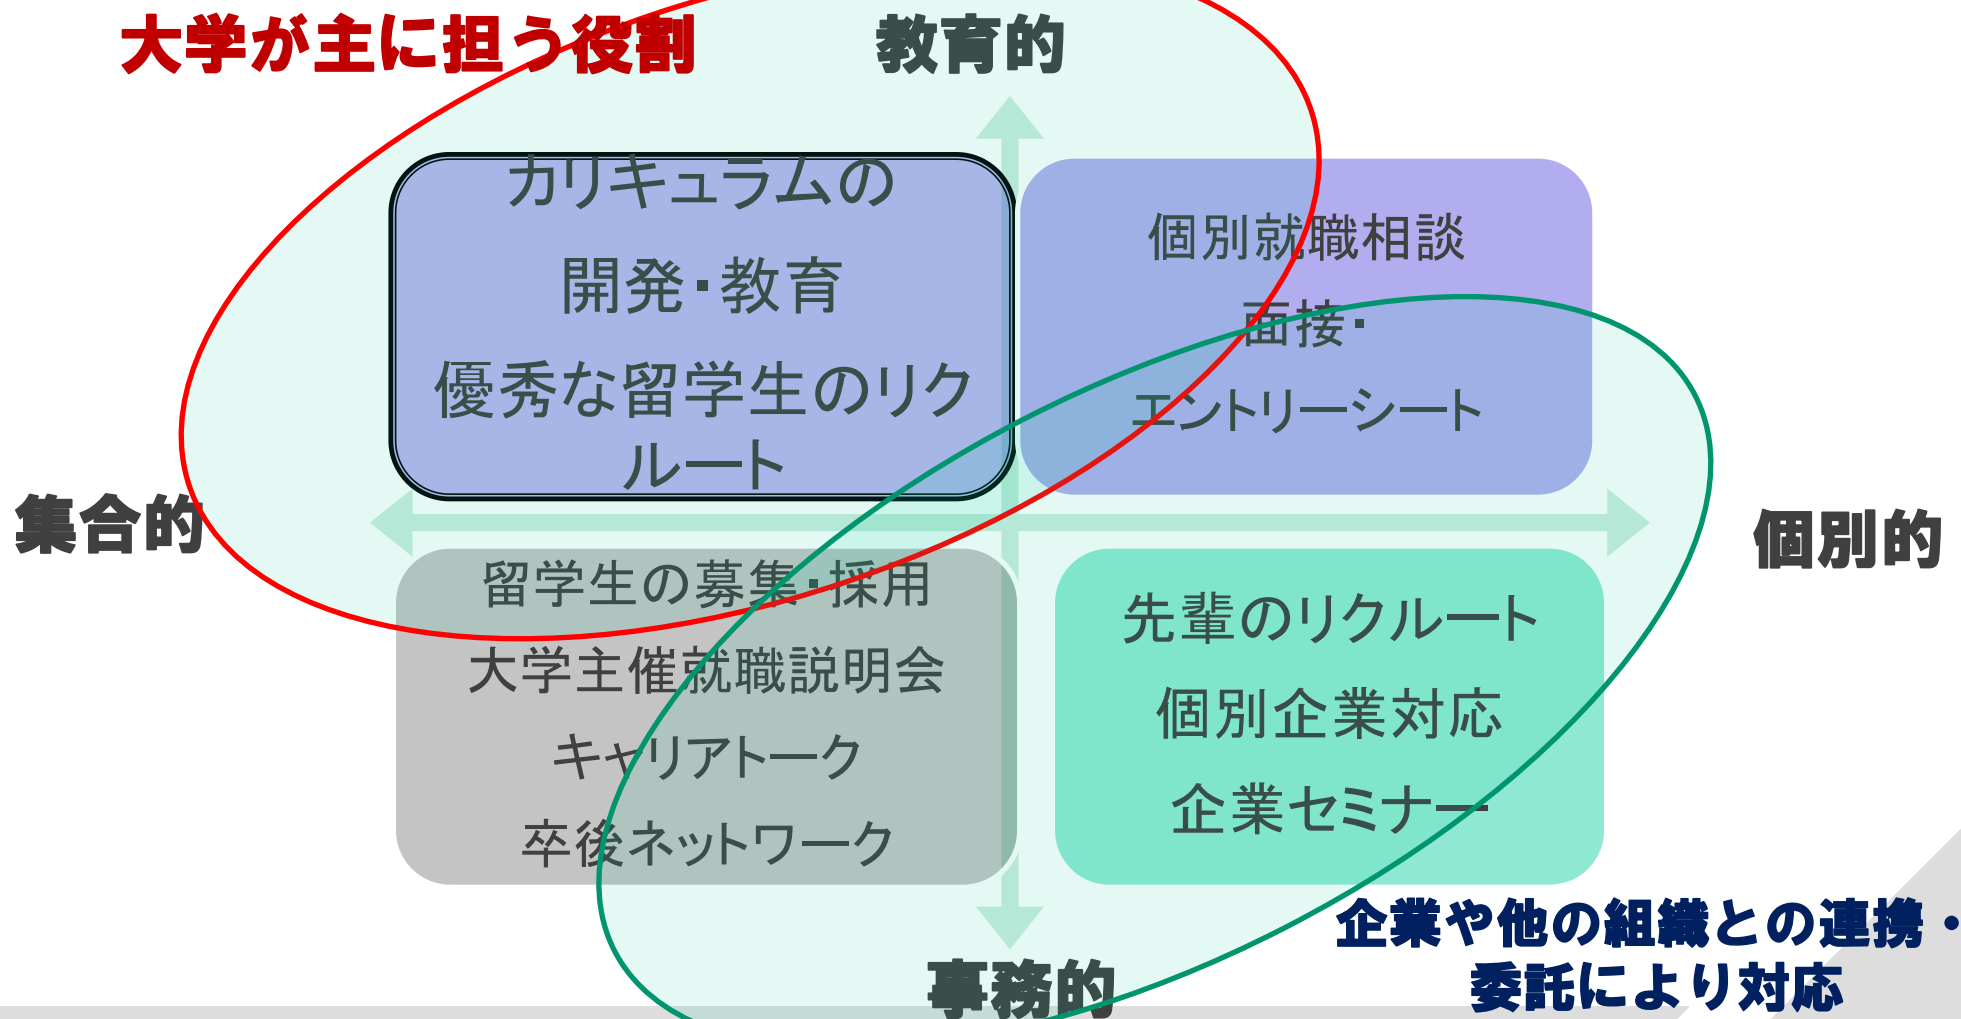 大学が主に担う役割
教育的
カリキュラムの
開発・教育
優秀な留学生のリク
ルート
個別就職相談
面接・
エントリーシート
集合的
個別的
留学生の募集・採用
大学主催就職説明会
キャリアトーク
卒後ネットワーク
先輩のリクルート
個別企業対応
企業セミナー
企業や他の組織との連携・
委託により対応
事務的